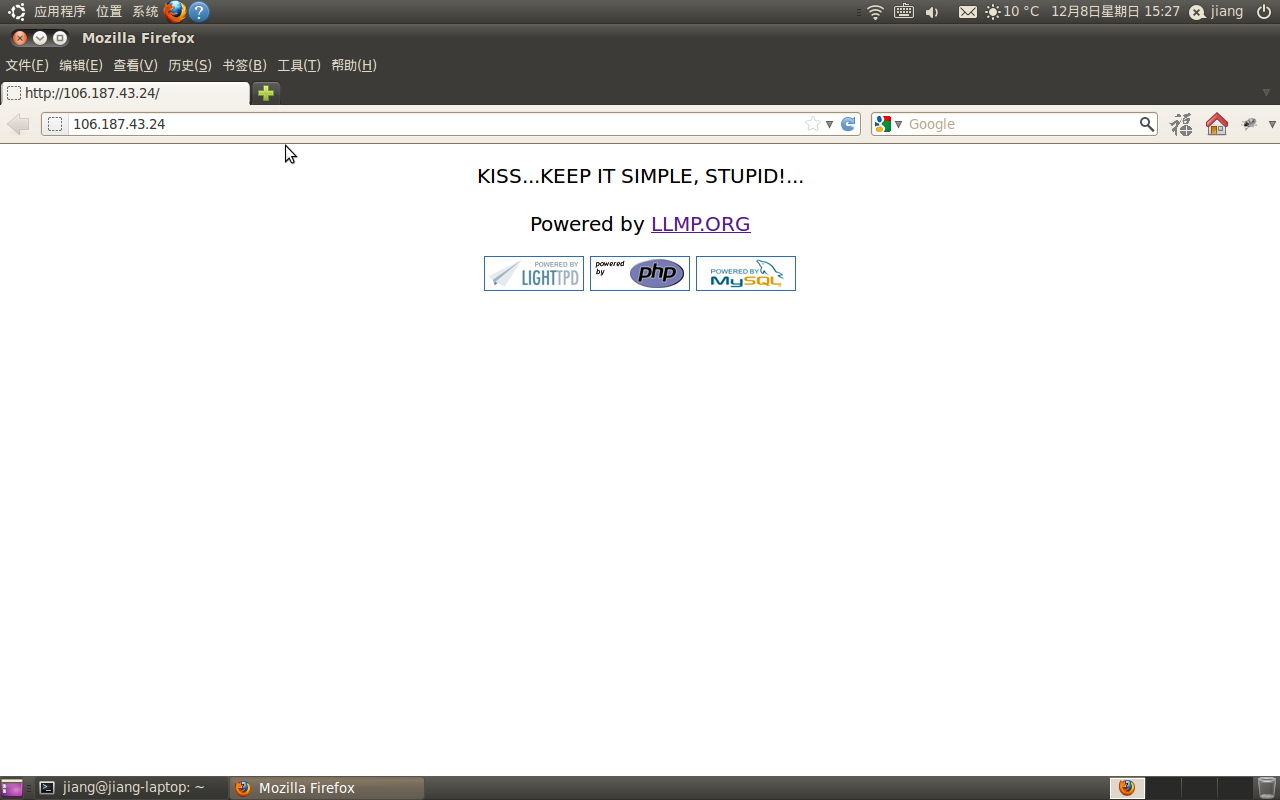 应用程序 位置 系统 ? 10 °C 12月8日星期日 15:27 jiang
Mozilla Firefox
文件(F) 编辑(E) 查看(V) 历史(S) 书签(B) 工具(T) 帮助(H)
http://106.187.43.24/
106.187.43.24 Google 福
KISS...KEEP IT SIMPLE, STUPID!...
Powered by LLMP.ORG
POWERED BY LIGHTTPD
powered by php
POWERED BY MySQL
jiang@jiang-laptop: ~ Mozilla Firefox